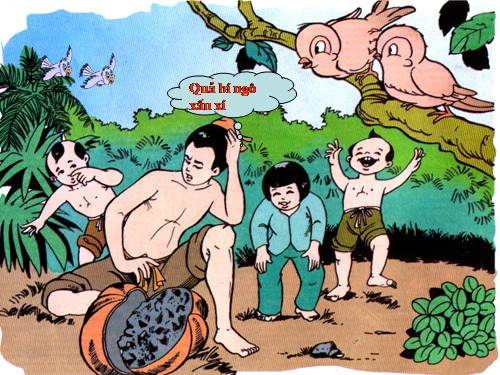 Quả bí ngô
xấu xí